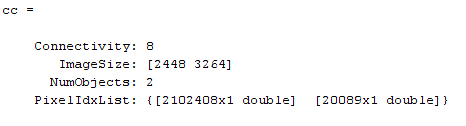 cc =
Connectivity: 8
ImageSize: [2448 3264]
NumObjects: 2
PixelIdxList: {[2102408x1 double]  [20089x1 double]}